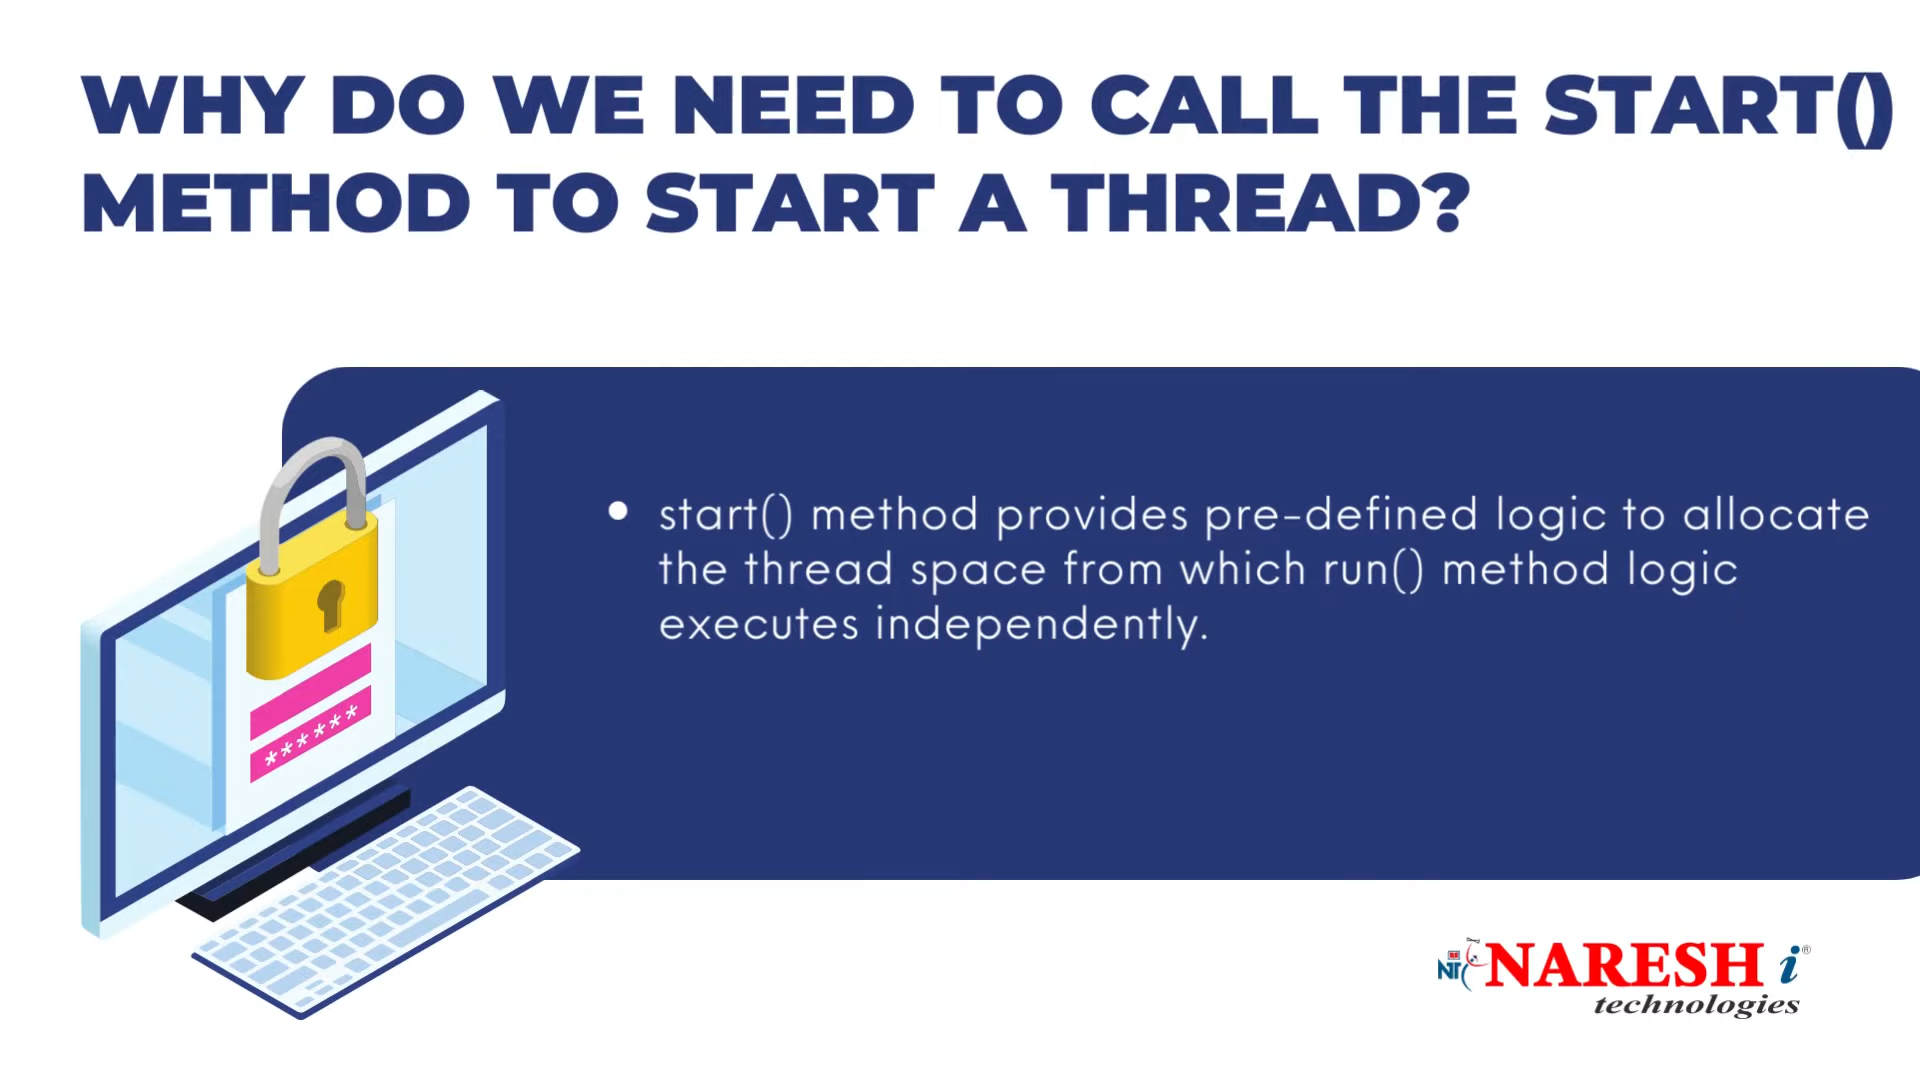 WHY DO WE NEED TO CALL THE START()
METHOD TO START A THREAD?
• start() method provides pre-defined logic to allocate
the thread space from which run() method logic
executes independently.
******
NT NARESH i®
technologies